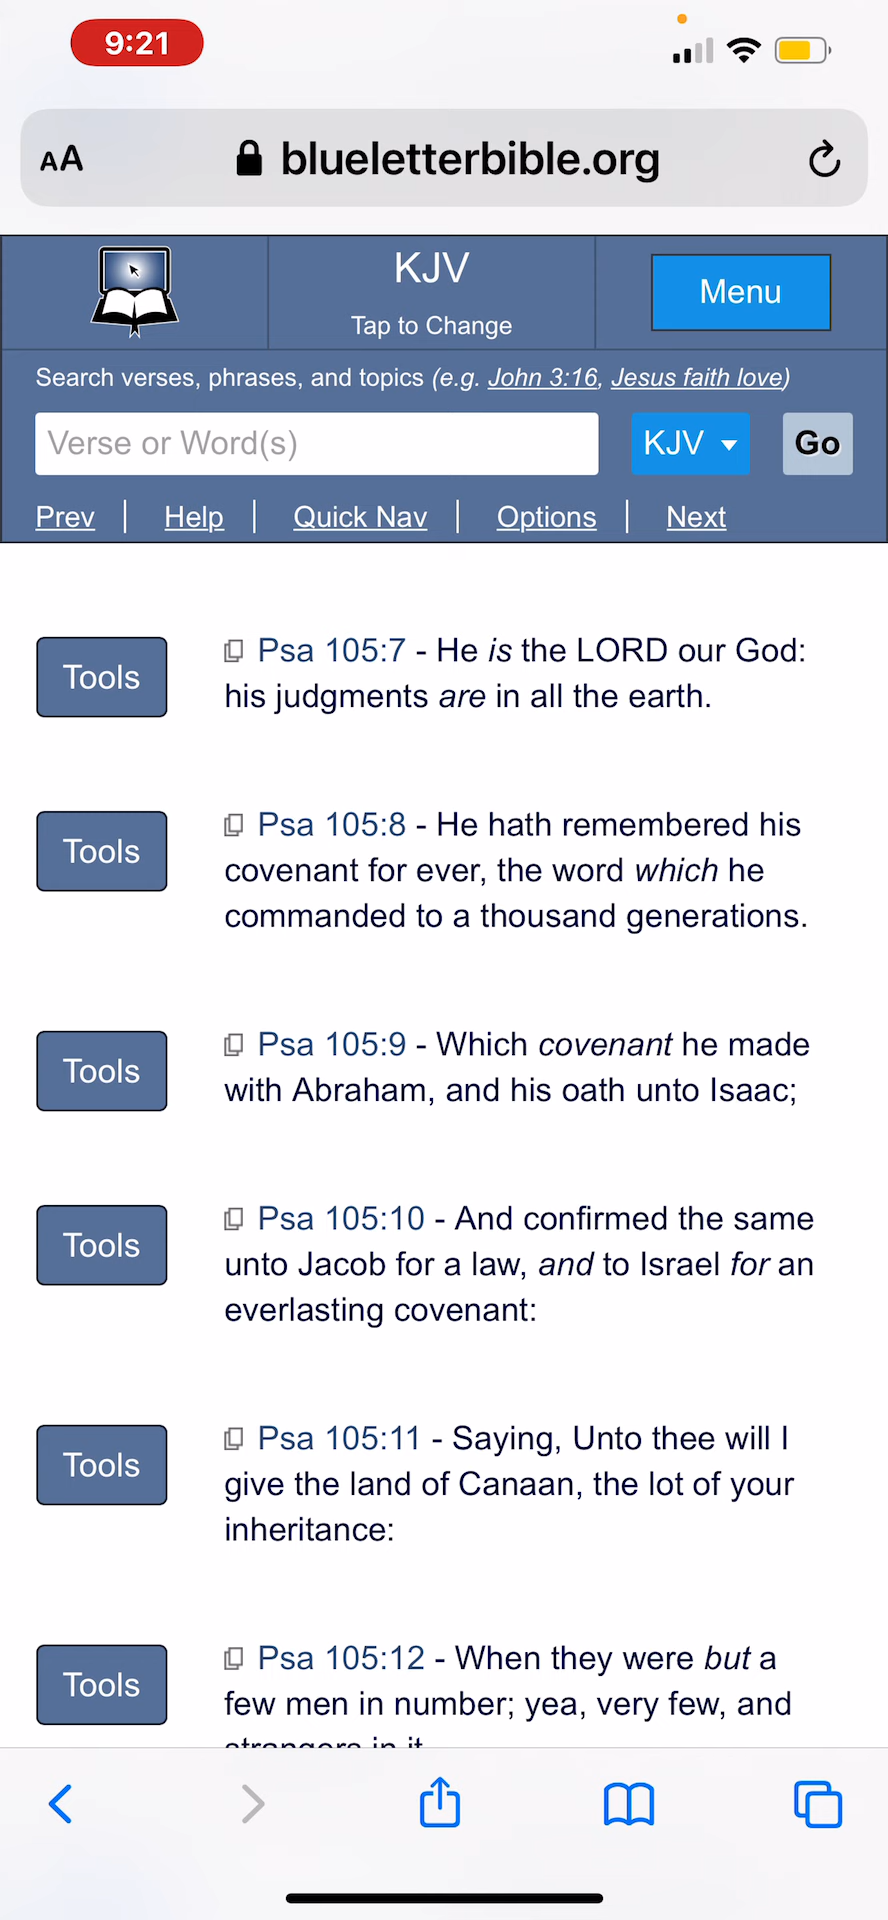 9:21
AA blueletterbible.org
KJV
Tap to Change
Menu
Search verses, phrases, and topics (e.g. John 3:16, Jesus faith love)
Verse or Word(s) KJV Go
Prev | Help | Quick Nav | Options | Next
Tools
Psa 105:7 - He is the LORD our God:
his judgments are in all the earth.
Tools
Psa 105:8 - He hath remembered his
covenant for ever, the word which he
commanded to a thousand generations.
Tools
Psa 105:9 - Which covenant he made
with Abraham, and his oath unto Isaac;
Tools
Psa 105:10 - And confirmed the same
unto Jacob for a law, and to Israel for an
everlasting covenant:
Tools
Psa 105:11 - Saying, Unto thee will I
give the land of Canaan, the lot of your
inheritance:
Tools
Psa 105:12 - When they were but a
few men in number; yea, very few, and
strangers in it.